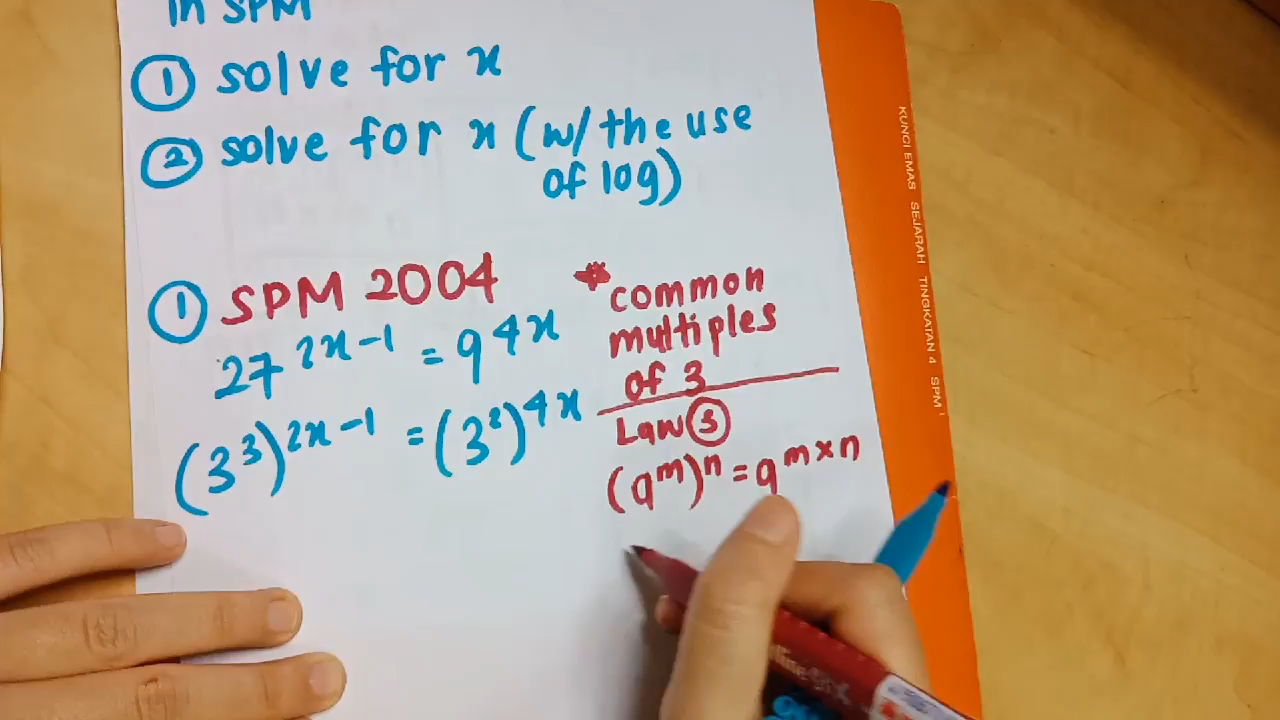 in SPM
① solve for x
② solve for x (w/ the use
of log)
① SPM 2004
27^{2x-1} = 9^{4x}
(3^3)^{2x-1} = (3^2)^{4x}
* common
multiples
of 3
Law ③
(a^m)^n = a^{m×n}
KUNCI EMAS SEJARAH TINGKATAN 4 SPM